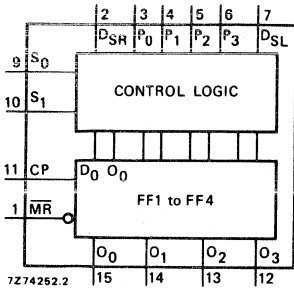 2 3 4 5 6 7
DSR P0 P1 P2 P3 DSL
9 S0
CONTROL LOGIC
10 S1
11 CP
D0 O0
FF1 to FF4
1 MR
O0 O1 O2 O3
15 14 13 12
7Z74252.2